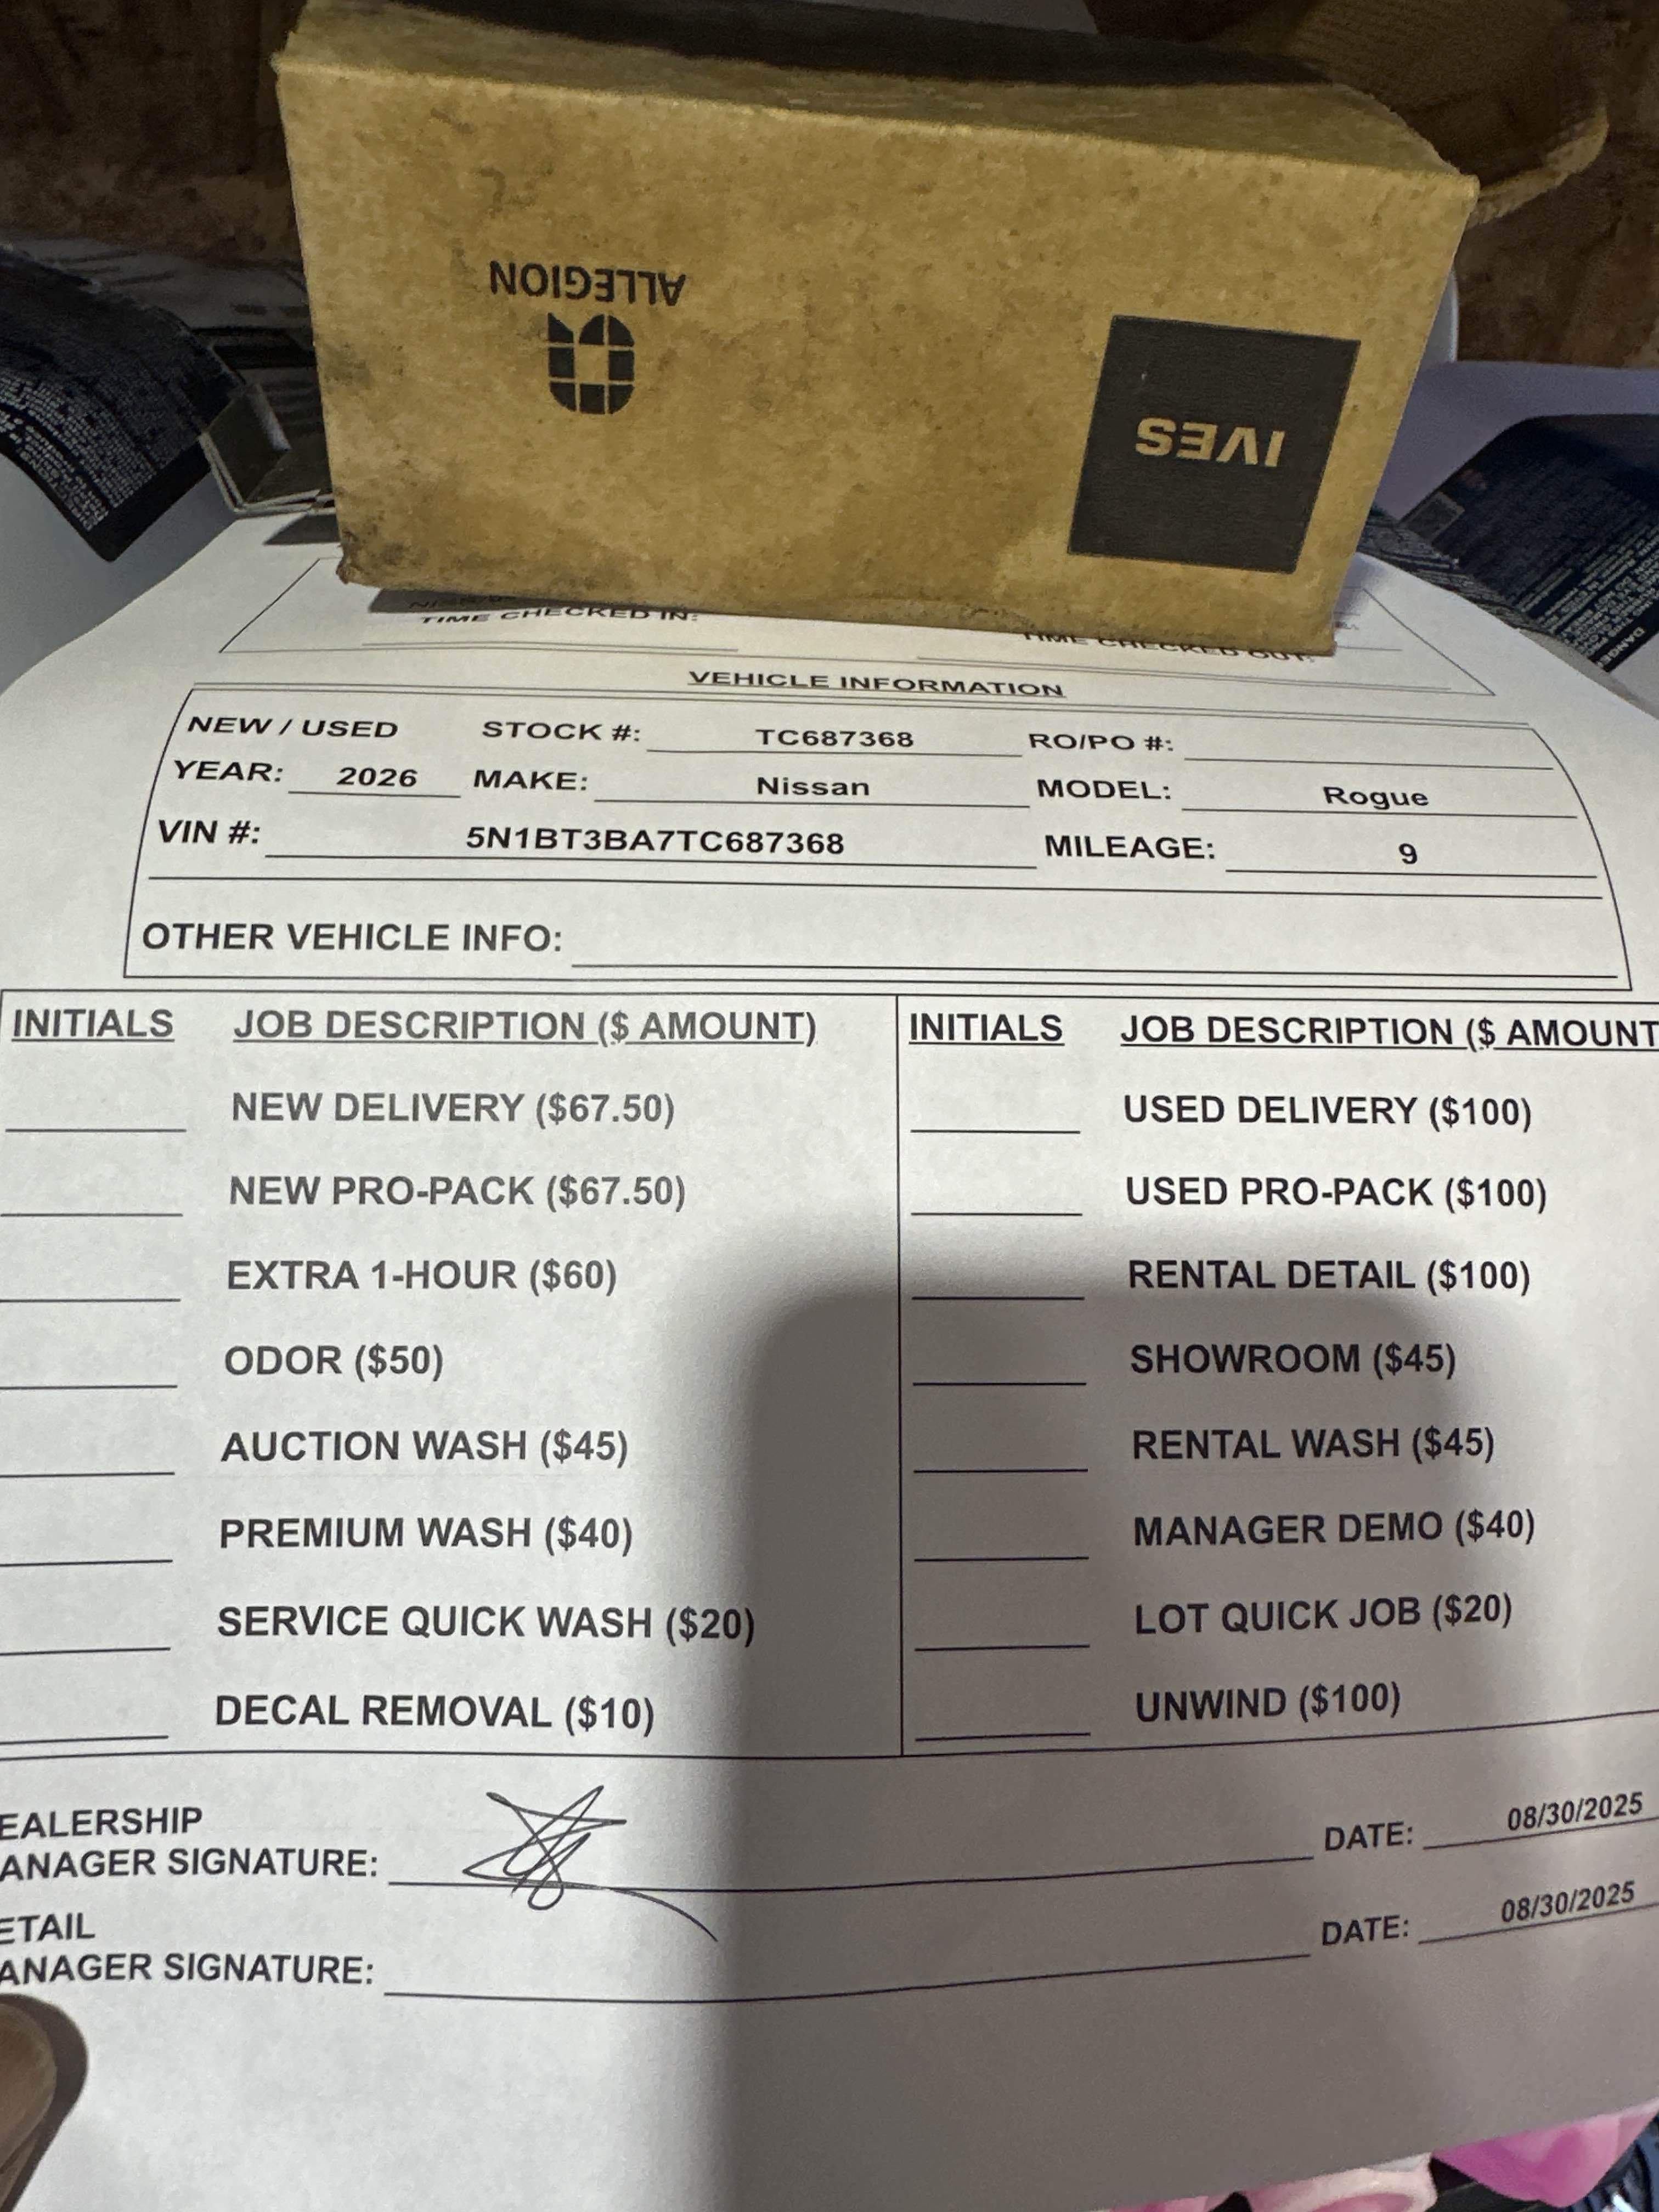 ALLEGION
IVES
TIME CHECKED IN:
TIME CHECKED OUT:
VEHICLE INFORMATION
NEW / USED STOCK #: TC687368 RO/PO #:
YEAR: 2026 MAKE: Nissan MODEL: Rogue
VIN #: 5N1BT3BA7TC687368 MILEAGE: 9
OTHER VEHICLE INFO:
INITIALS JOB DESCRIPTION ($ AMOUNT) INITIALS JOB DESCRIPTION ($ AMOUNT
NEW DELIVERY ($67.50) USED DELIVERY ($100)
NEW PRO-PACK ($67.50) USED PRO-PACK ($100)
EXTRA 1-HOUR ($60) RENTAL DETAIL ($100)
ODOR ($50) SHOWROOM ($45)
AUCTION WASH ($45) RENTAL WASH ($45)
PREMIUM WASH ($40) MANAGER DEMO ($40)
SERVICE QUICK WASH ($20) LOT QUICK JOB ($20)
DECAL REMOVAL ($10) UNWIND ($100)
EALERSHIP
ANAGER SIGNATURE: DATE: 08/30/2025
ETAIL
ANAGER SIGNATURE: DATE: 08/30/2025